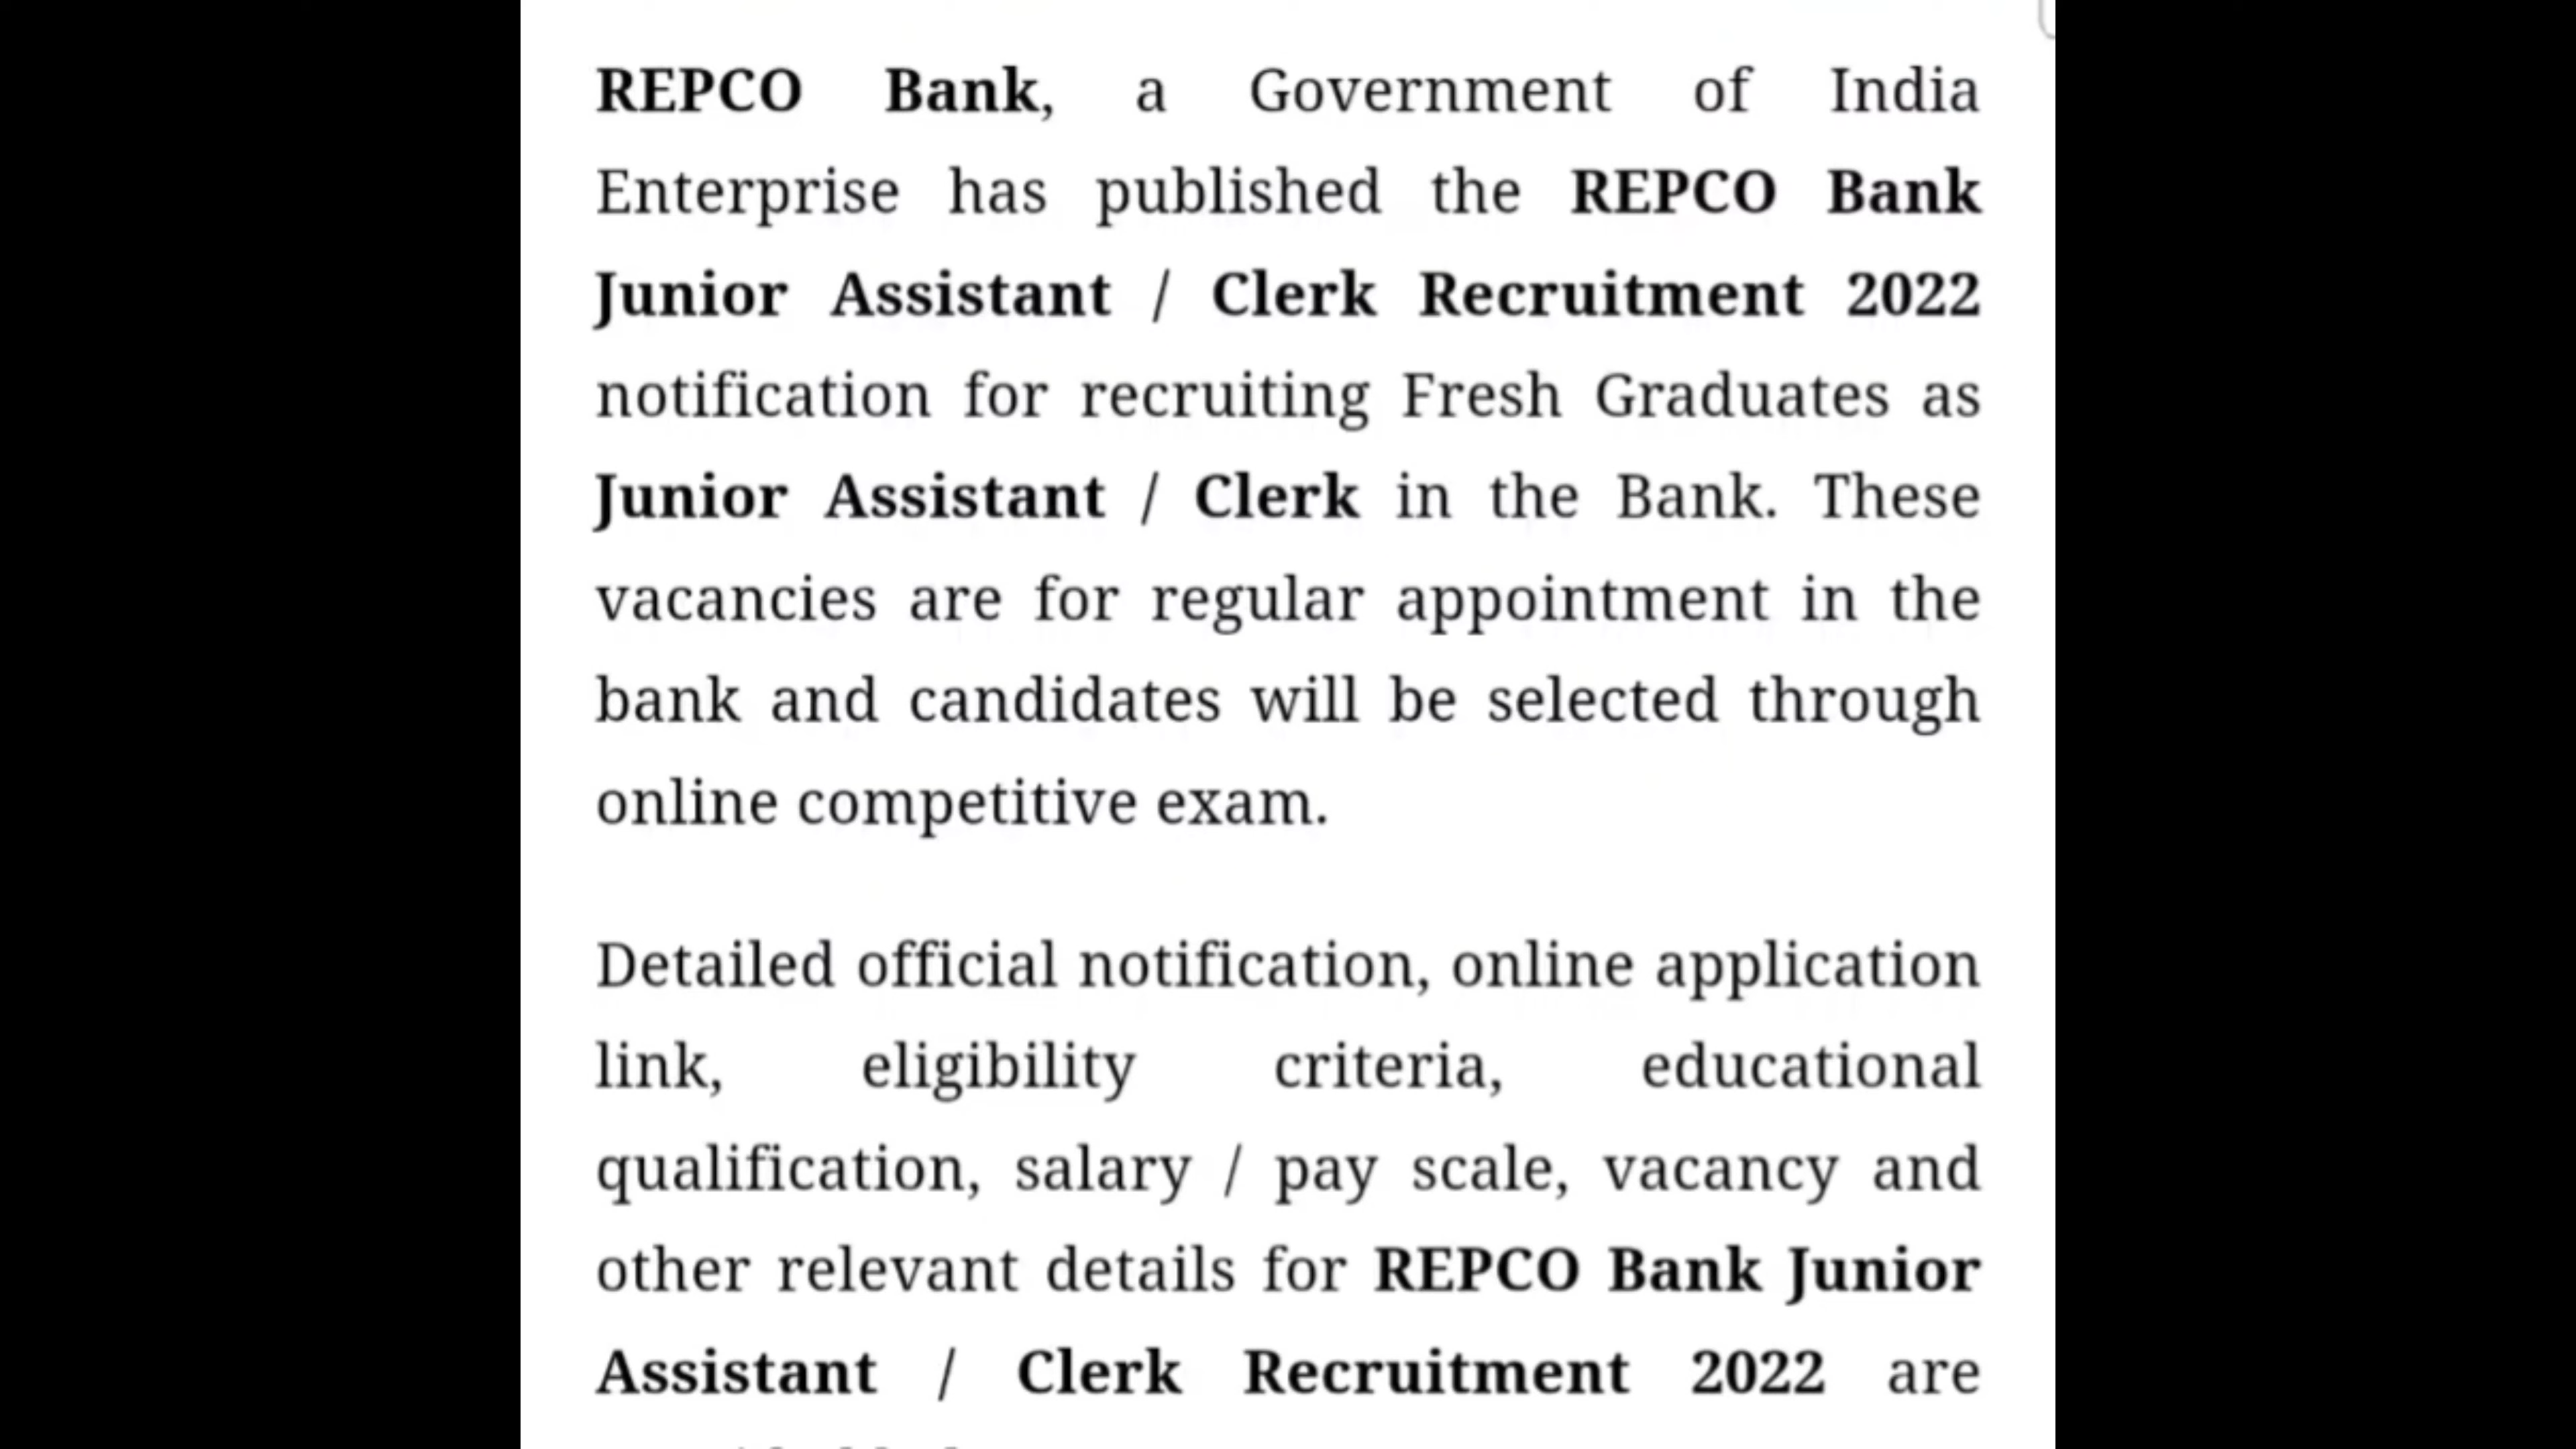 REPCO Bank, a Government of India
Enterprise has published the REPCO Bank
Junior Assistant / Clerk Recruitment 2022
notification for recruiting Fresh Graduates as
Junior Assistant / Clerk in the Bank. These
vacancies are for regular appointment in the
bank and candidates will be selected through
online competitive exam.
Detailed official notification, online application
link, eligibility criteria, educational
qualification, salary / pay scale, vacancy and
other relevant details for REPCO Bank Junior
Assistant / Clerk Recruitment 2022 are